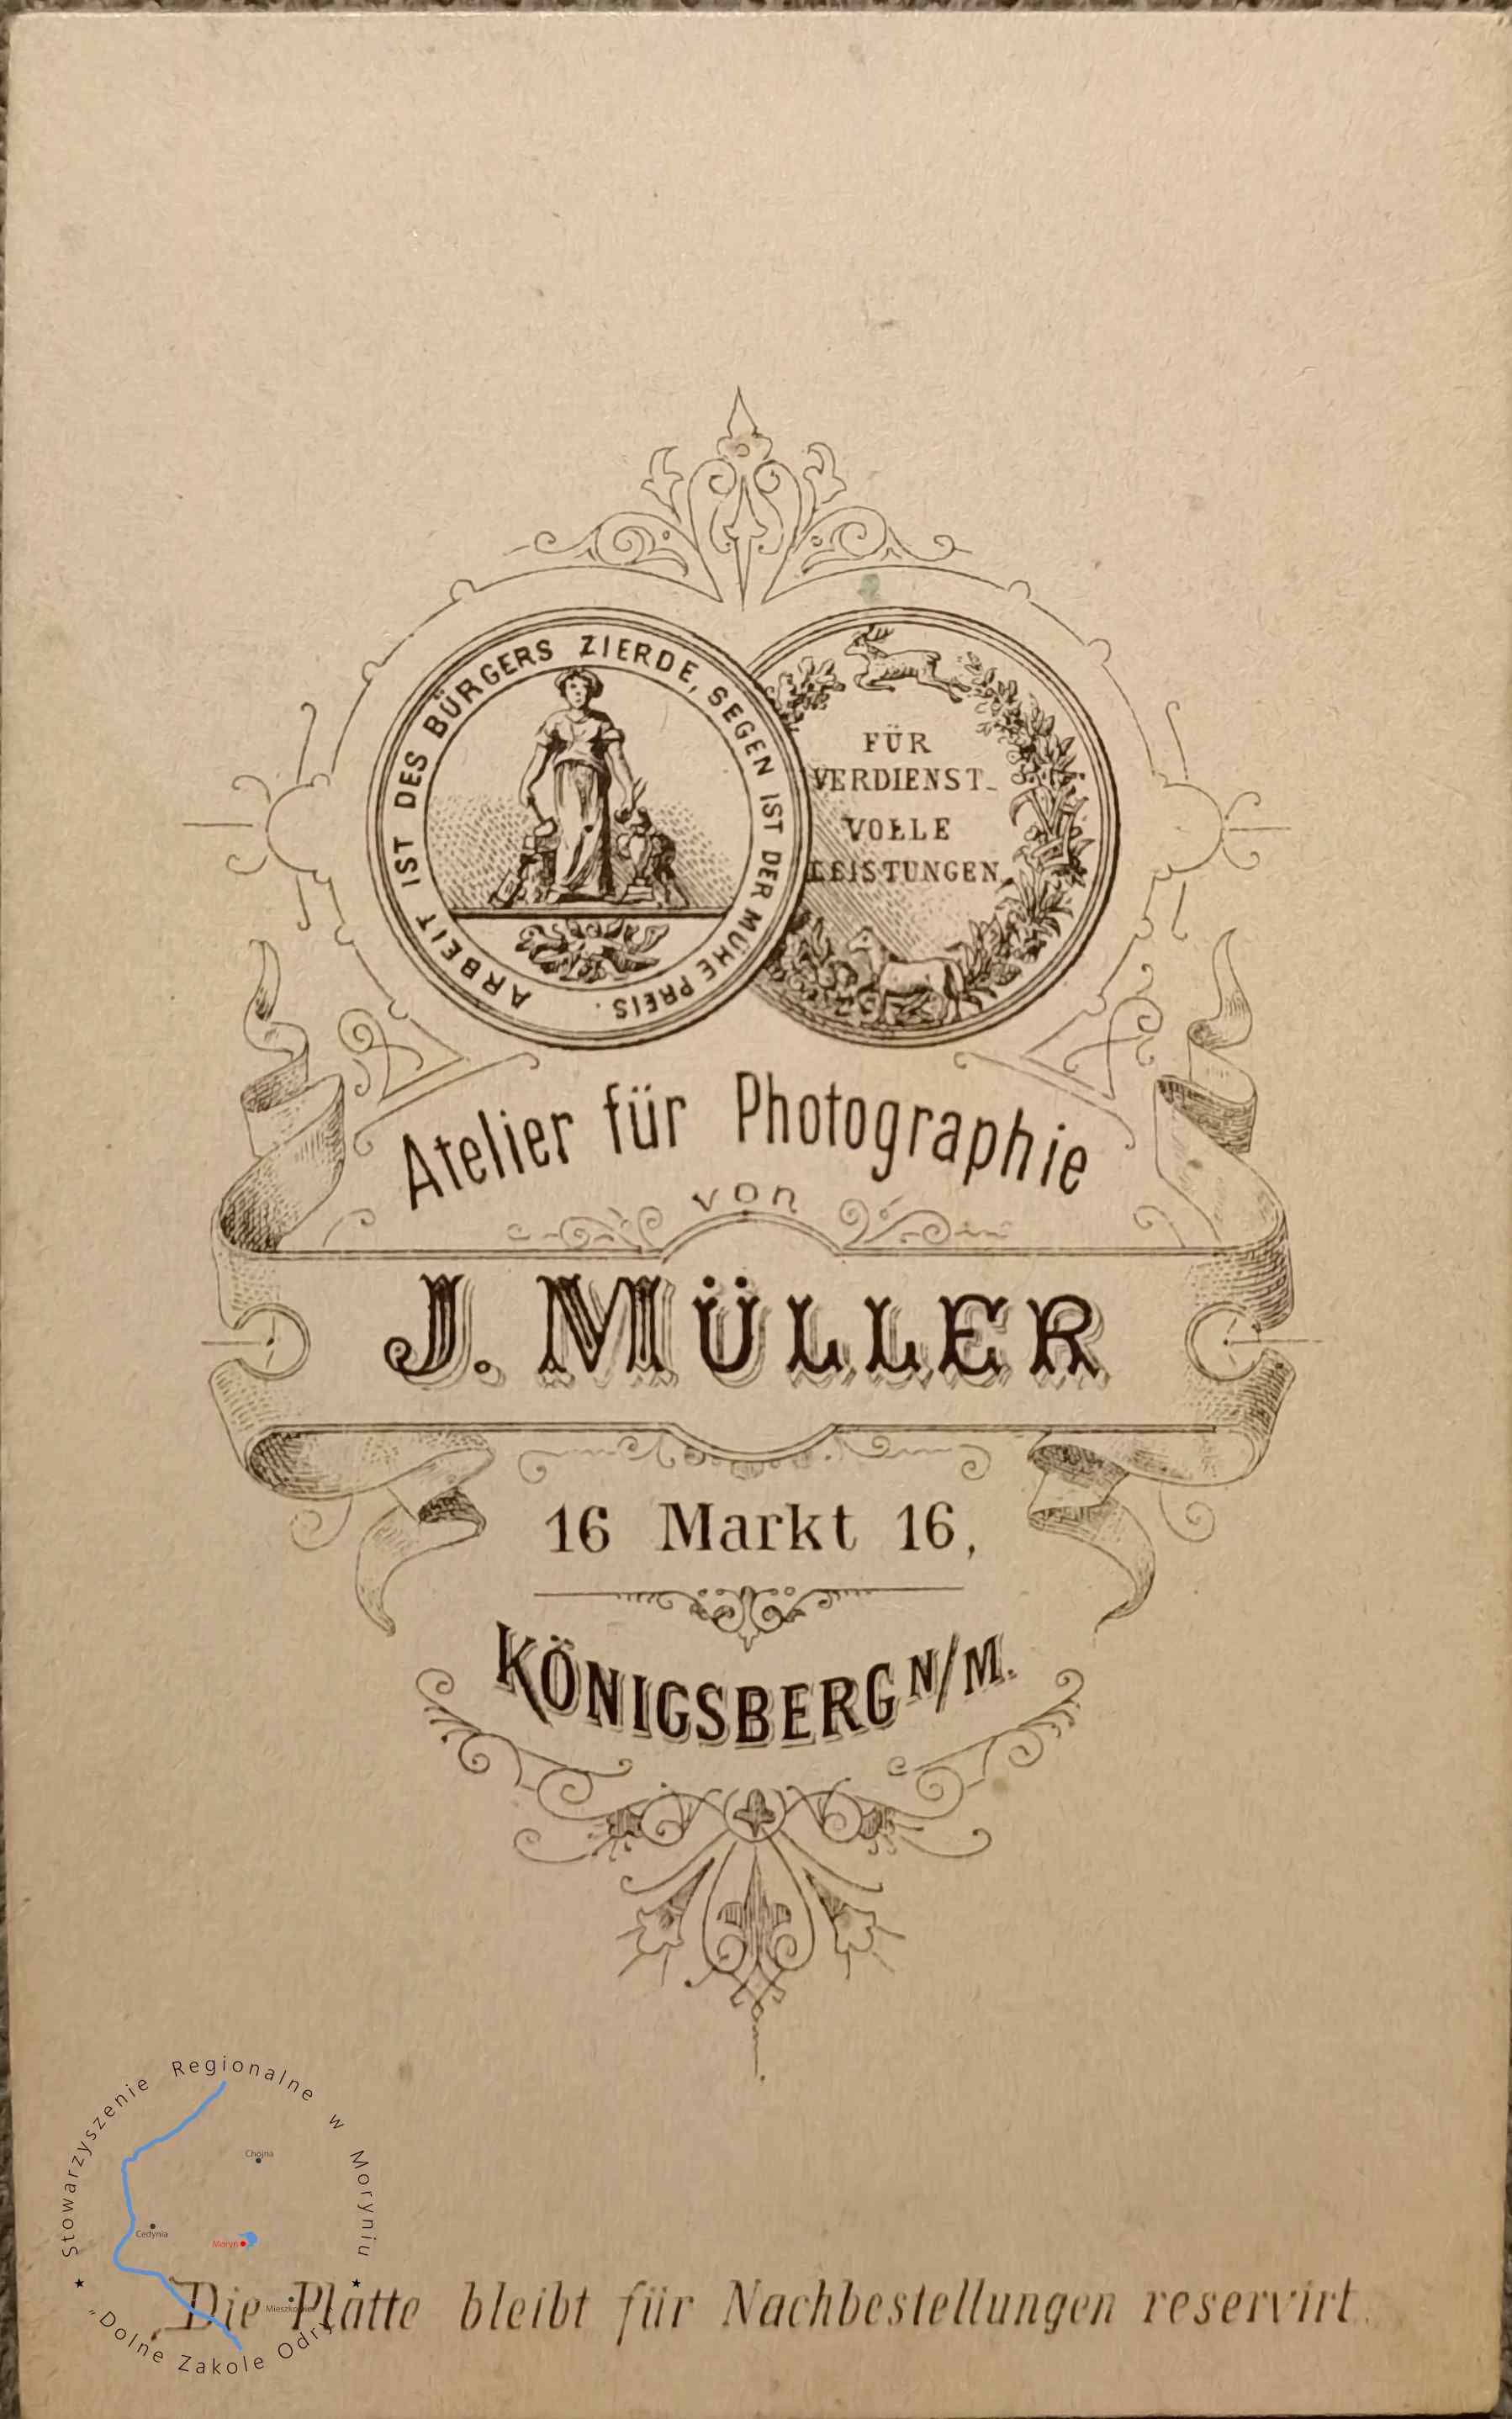 ARBEIT IST DES BÜRGERS ZIERDE, SEGEN IST DER MÜHE PREIS.
FÜR
VERDIENST-
VOLLE
LEISTUNGEN
Atelier für Photographie
von
J. MÜLLER
16 Markt 16,
KÖNIGSBERG N/M.
Die Platte bleibt für Nachbestellungen reservirt.
Stowarzyszenie Regionalne w Moryniu
Chojna
Cedynia
Moryń
"Dolne Zakole Odry"